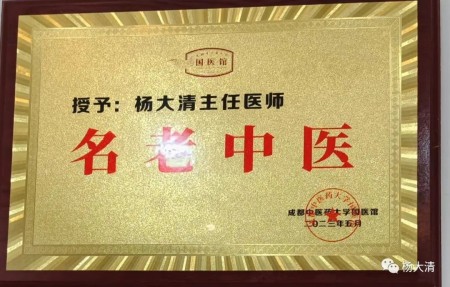 国医馆
授予：杨大清主任医师
名老中医
成都中医药大学国医馆
二〇二三年五月
杨大清